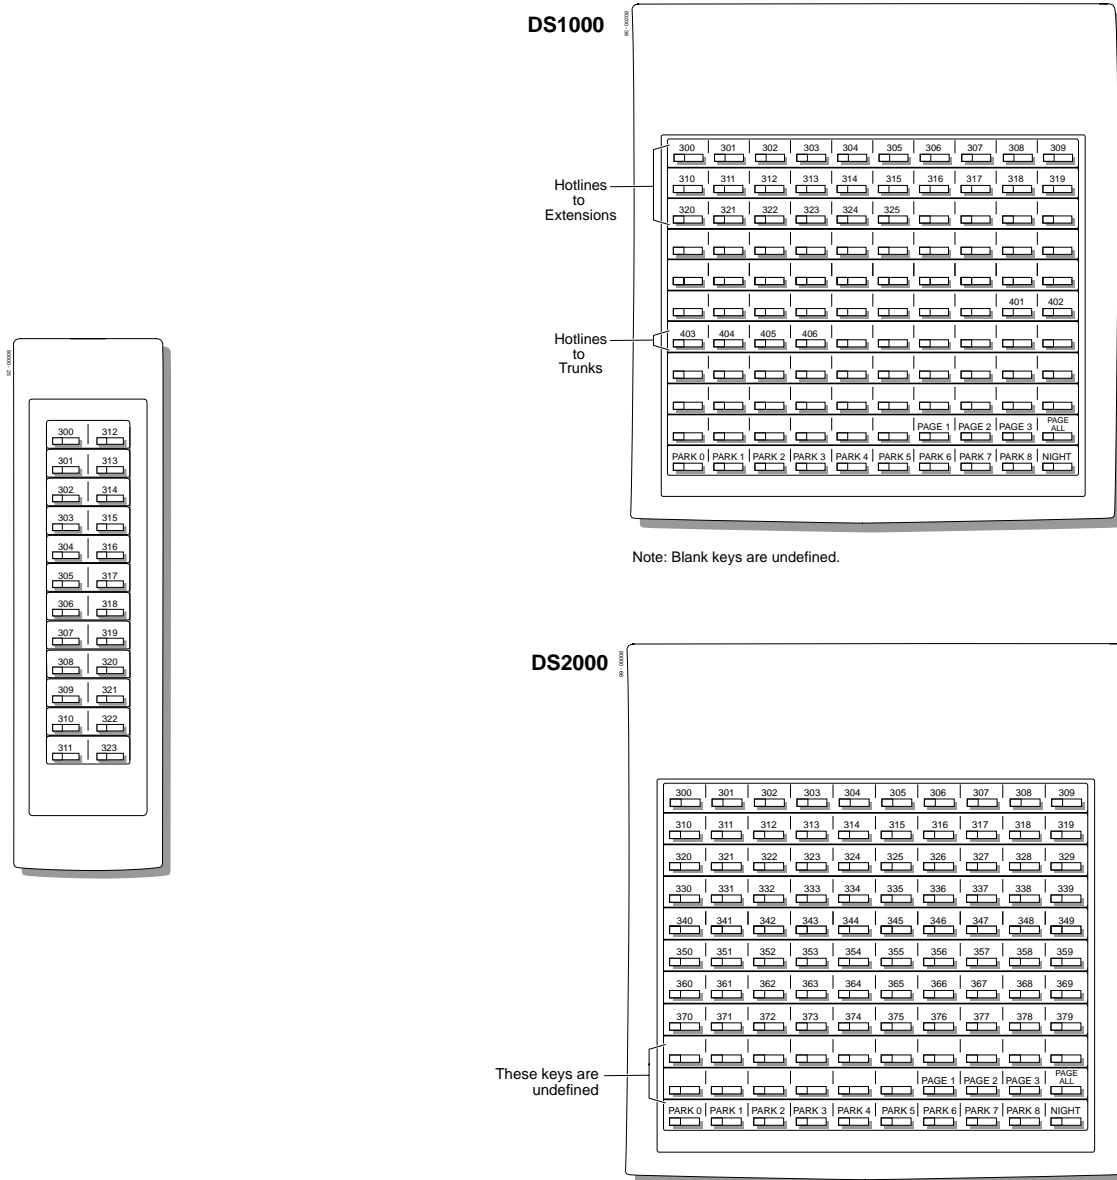 DS1000
80200 - 38
300 301 302 303 304 305 306 307 308 309
310 311 312 313 314 315 316 317 318 319
Hotlines
to
Extensions
320 321 322 323 324 325
401 402
Hotlines
to
Trunks
403 404 405 406
PAGE 1 PAGE 2 PAGE 3 PAGE ALL
PARK 0 PARK 1 PARK 2 PARK 3 PARK 4 PARK 5 PARK 6 PARK 7 PARK 8 NIGHT
Note: Blank keys are undefined.
80000 - 25
300 312
301 313
302 314
303 315
304 316
305 317
306 318
307 319
308 320
309 321
310 322
311 323
DS2000
80000 - 66
300 301 302 303 304 305 306 307 308 309
310 311 312 313 314 315 316 317 318 319
320 321 322 323 324 325 326 327 328 329
330 331 332 333 334 335 336 337 338 339
340 341 342 343 344 345 346 347 348 349
350 351 352 353 354 355 356 357 358 359
360 361 362 363 364 365 366 367 368 369
370 371 372 373 374 375 376 377 378 379
These keys are
undefined
PAGE 1 PAGE 2 PAGE 3 PAGE ALL
PARK 0 PARK 1 PARK 2 PARK 3 PARK 4 PARK 5 PARK 6 PARK 7 PARK 8 NIGHT